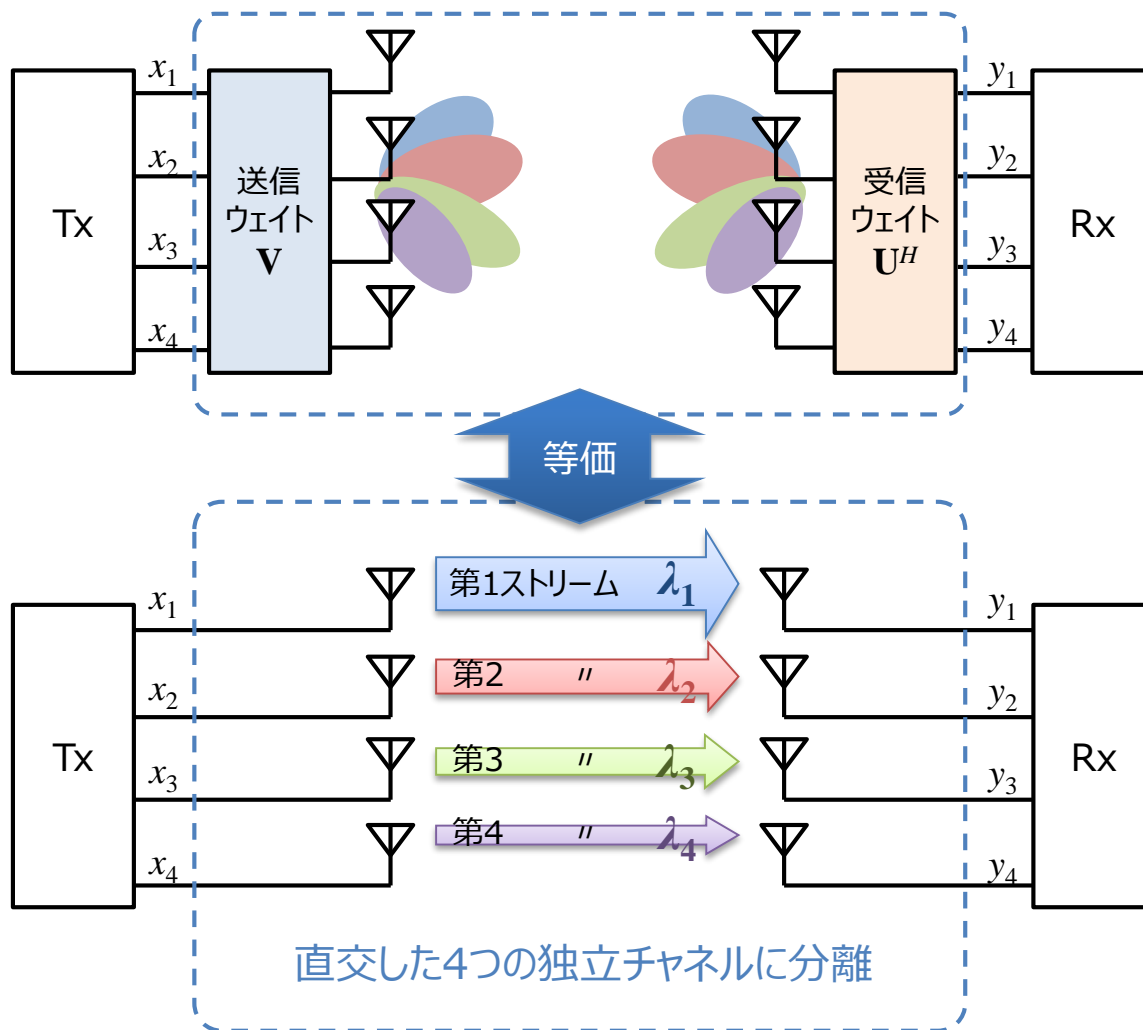 Tx
x1
x2
x3
x4
送信
ウェイト
V
受信
ウェイト
U^H
y1
y2
y3
y4
Rx
等価
Tx
x1
x2
x3
x4
第1ストリーム λ1
第2 〃 λ2
第3 〃 λ3
第4 〃 λ4
y1
y2
y3
y4
Rx
直交した4つの独立チャネルに分離